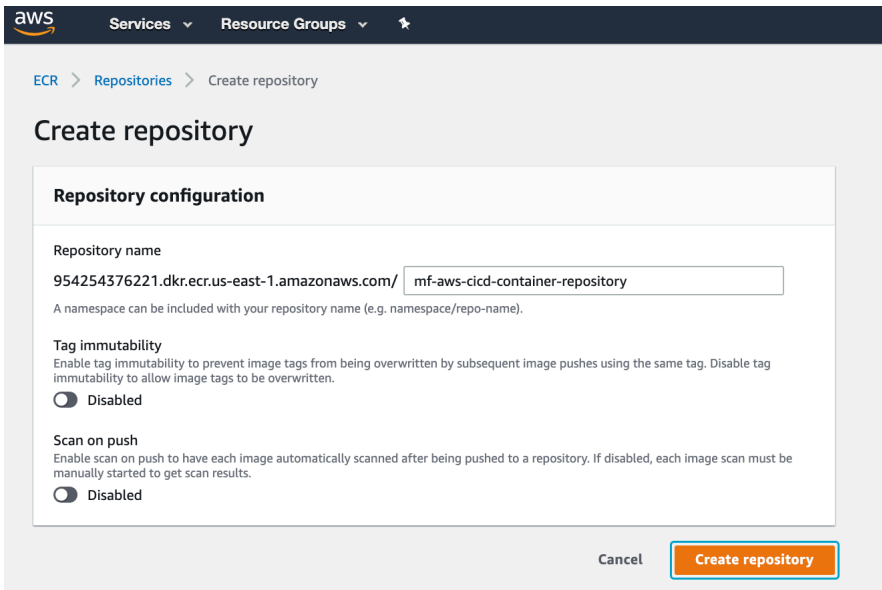 aws Services Resource Groups
ECR > Repositories > Create repository
Create repository
Repository configuration
Repository name
954254376221.dkr.ecr.us-east-1.amazonaws.com/ mf-aws-cicd-container-repository
A namespace can be included with your repository name (e.g. namespace/repo-name).
Tag immutability
Enable tag immutability to prevent image tags from being overwritten by subsequent image pushes using the same tag. Disable tag
immutability to allow image tags to be overwritten.
Disabled
Scan on push
Enable scan on push to have each image automatically scanned after being pushed to a repository. If disabled, each image scan must be
manually started to get scan results.
Disabled
Cancel Create repository